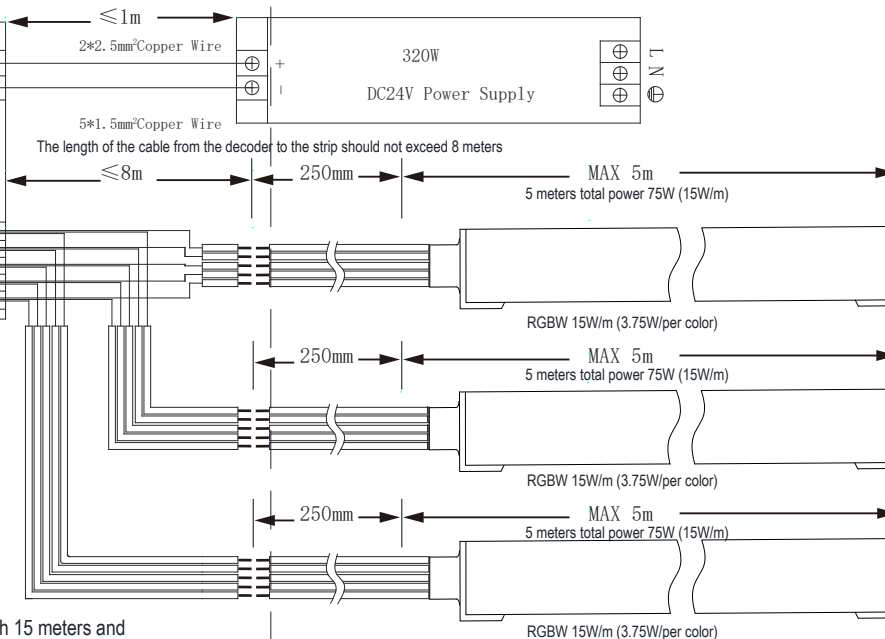 ≤1m
2*2.5mm²Copper Wire
320W
DC24V Power Supply
+
-
L
N
5*1.5mm²Copper Wire
The length of the cable from the decoder to the strip should not exceed 8 meters
≤8m
250mm
MAX 5m
5 meters total power 75W (15W/m)
RGBW 15W/m (3.75W/per color)
250mm
MAX 5m
5 meters total power 75W (15W/m)
RGBW 15W/m (3.75W/per color)
250mm
MAX 5m
5 meters total power 75W (15W/m)
RGBW 15W/m (3.75W/per color)
15 meters and